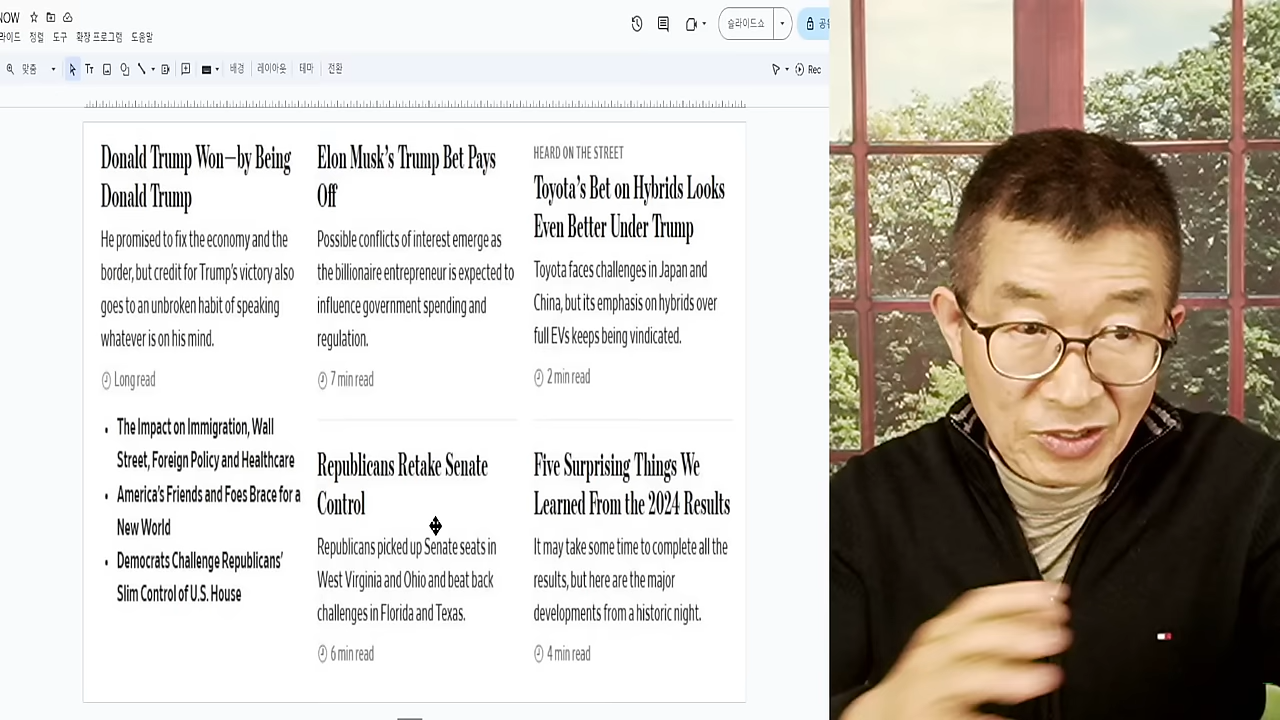 NOW
라이드 정렬 도구 확장 프로그램 도움말
슬라이드쇼
맞춤
배경 레이아웃 테마 전환
Rec
Donald Trump Won—by Being
Donald Trump
He promised to fix the economy and the
border, but credit for Trump's victory also
goes to an unbroken habit of speaking
whatever is on his mind.
Long read
• The Impact on Immigration, Wall
Street, Foreign Policy and Healthcare
• America's Friends and Foes Brace for a
New World
• Democrats Challenge Republicans'
Slim Control of U.S. House
Elon Musk's Trump Bet Pays
Off
Possible conflicts of interest emerge as
the billionaire entrepreneur is expected to
influence government spending and
regulation.
7 min read
Republicans Retake Senate
Control
Republicans picked up Senate seats in
West Virginia and Ohio and beat back
challenges in Florida and Texas.
6 min read
HEARD ON THE STREET
Toyota's Bet on Hybrids Looks
Even Better Under Trump
Toyota faces challenges in Japan and
China, but its emphasis on hybrids over
full EVs keeps being vindicated.
2 min read
Five Surprising Things We
Learned From the 2024 Results
It may take some time to complete all the
results, but here are the major
developments from a historic night.
4 min read